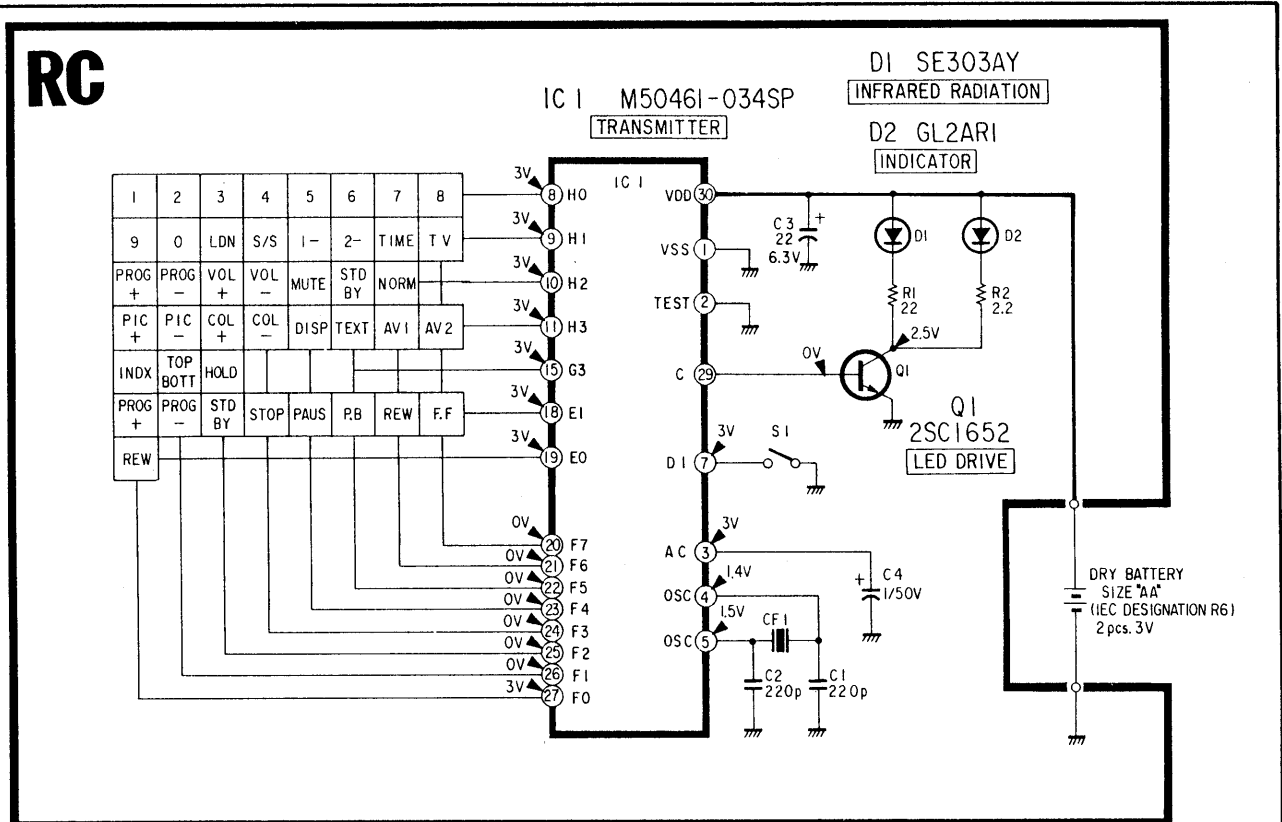 RC
D1 SE303AY
INFRARED RADIATION
IC1 M50461-034SP
TRANSMITTER
D2 GL2AR1
INDICATOR
1 2 3 4 5 6 7 8
9 0 LDN S/S 1- 2- TIME TV
PROG + PROG - VOL + VOL - MUTE STD BY NORM
PIC + PIC - COL + COL - DISP TEXT AV1 AV2
INDX TOP BOTT HOLD
PROG + PROG - STD BY STOP PAUS P.B REW F.F
REW
3V 8 H0
3V 9 H1
3V 10 H2
3V 11 H3
3V 15 G3
3V 18 E1
3V 19 E0
0V 20 F7
0V 21 F6
0V 22 F5
0V 23 F4
0V 24 F3
0V 25 F2
0V 26 F1
3V 27 F0
IC1
VDD 30
VSS 1
TEST 2
C 29
D1 7 3V
AC 3 3V
OSC 4 1.4V
OSC 5 1.5V
C3
22
6.3V
+
D1
D2
R1
22
R2
2.2
2.5V
0V
Q1
Q1
2SC1652
LED DRIVE
S1
+
C4
1/50V
CF1
C2
220p
C1
220p
DRY BATTERY
SIZE "AA"
(IEC DESIGNATION R6)
2pcs. 3V